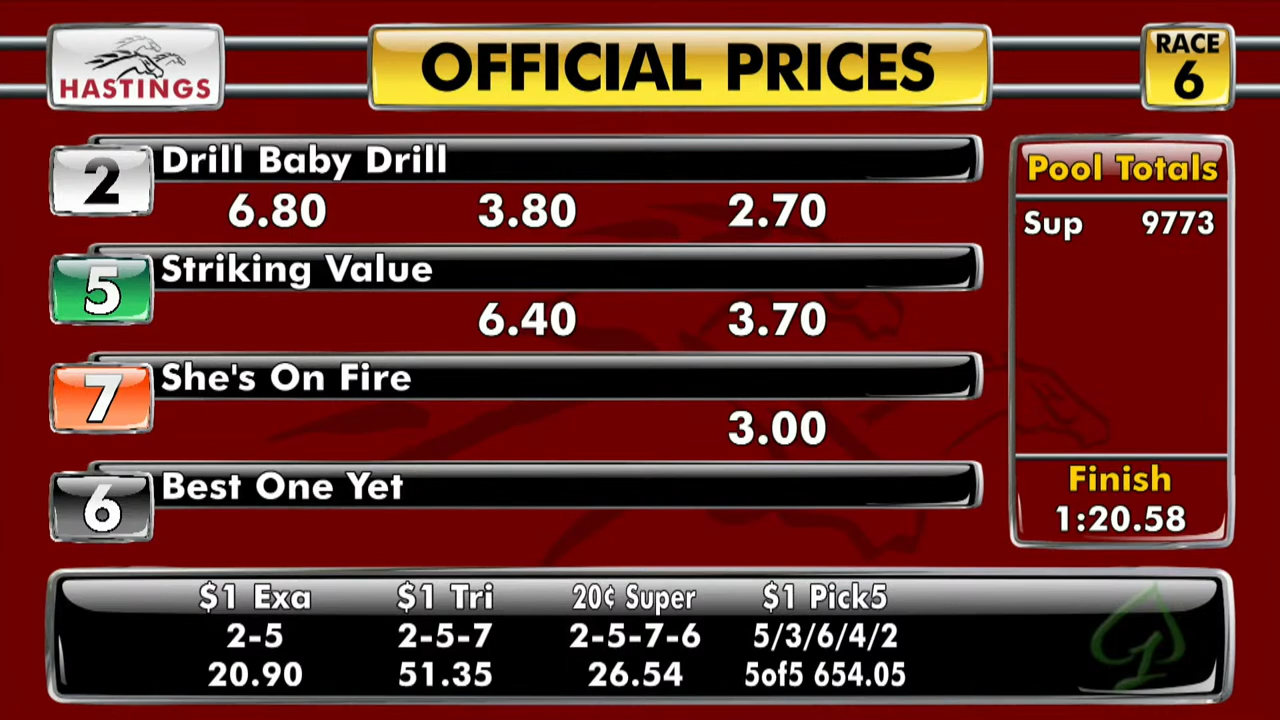 HASTINGS
OFFICIAL PRICES
RACE
6
2 Drill Baby Drill
6.80 3.80 2.70
5 Striking Value
6.40 3.70
7 She's On Fire
3.00
6 Best One Yet
Pool Totals
Sup 9773
Finish
1:20.58
$1 Exa $1 Tri 20¢ Super $1 Pick5
2-5 2-5-7 2-5-7-6 5/3/6/4/2
20.90 51.35 26.54 5of5 654.05